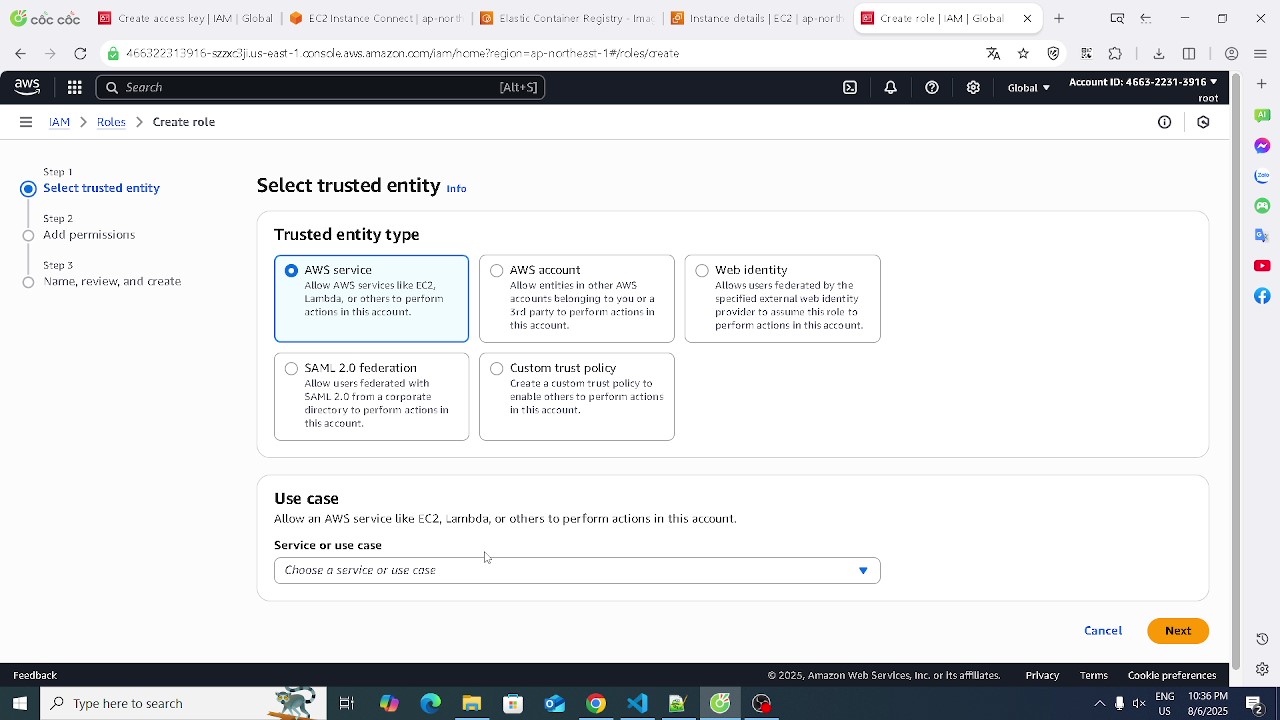 cốc cốc
Create access key | IAM | Global
EC2 Instance Connect | ap-nort
Elastic Container Registry - Imag
Instance details | EC2 | ap-north
Create role | IAM | Global
466322313916-szzxc3ji.us-east-1.console.aws.amazon.com/iam/home?region=ap-northeast-1#/roles/create
aws
Search
[Alt+S]
Global
Account ID: 4663-2231-3916
root
IAM
Roles
Create role
Step 1
Select trusted entity
Step 2
Add permissions
Step 3
Name, review, and create
Select trusted entity Info
Trusted entity type
AWS service
Allow AWS services like EC2,
Lambda, or others to perform
actions in this account.
AWS account
Allow entities in other AWS
accounts belonging to you or a
3rd party to perform actions in
this account.
Web identity
Allows users federated by the
specified external web identity
provider to assume this role to
perform actions in this account.
SAML 2.0 federation
Allow users federated with
SAML 2.0 from a corporate
directory to perform actions in
this account.
Custom trust policy
Create a custom trust policy to
enable others to perform actions
in this account.
Use case
Allow an AWS service like EC2, Lambda, or others to perform actions in this account.
Service or use case
Choose a service or use case
Cancel
Next
Feedback
© 2025, Amazon Web Services, Inc. or its affiliates.
Privacy
Terms
Cookie preferences
AI
Zalo
Type here to search
ENG
US
10:36 PM
8/6/2025
2